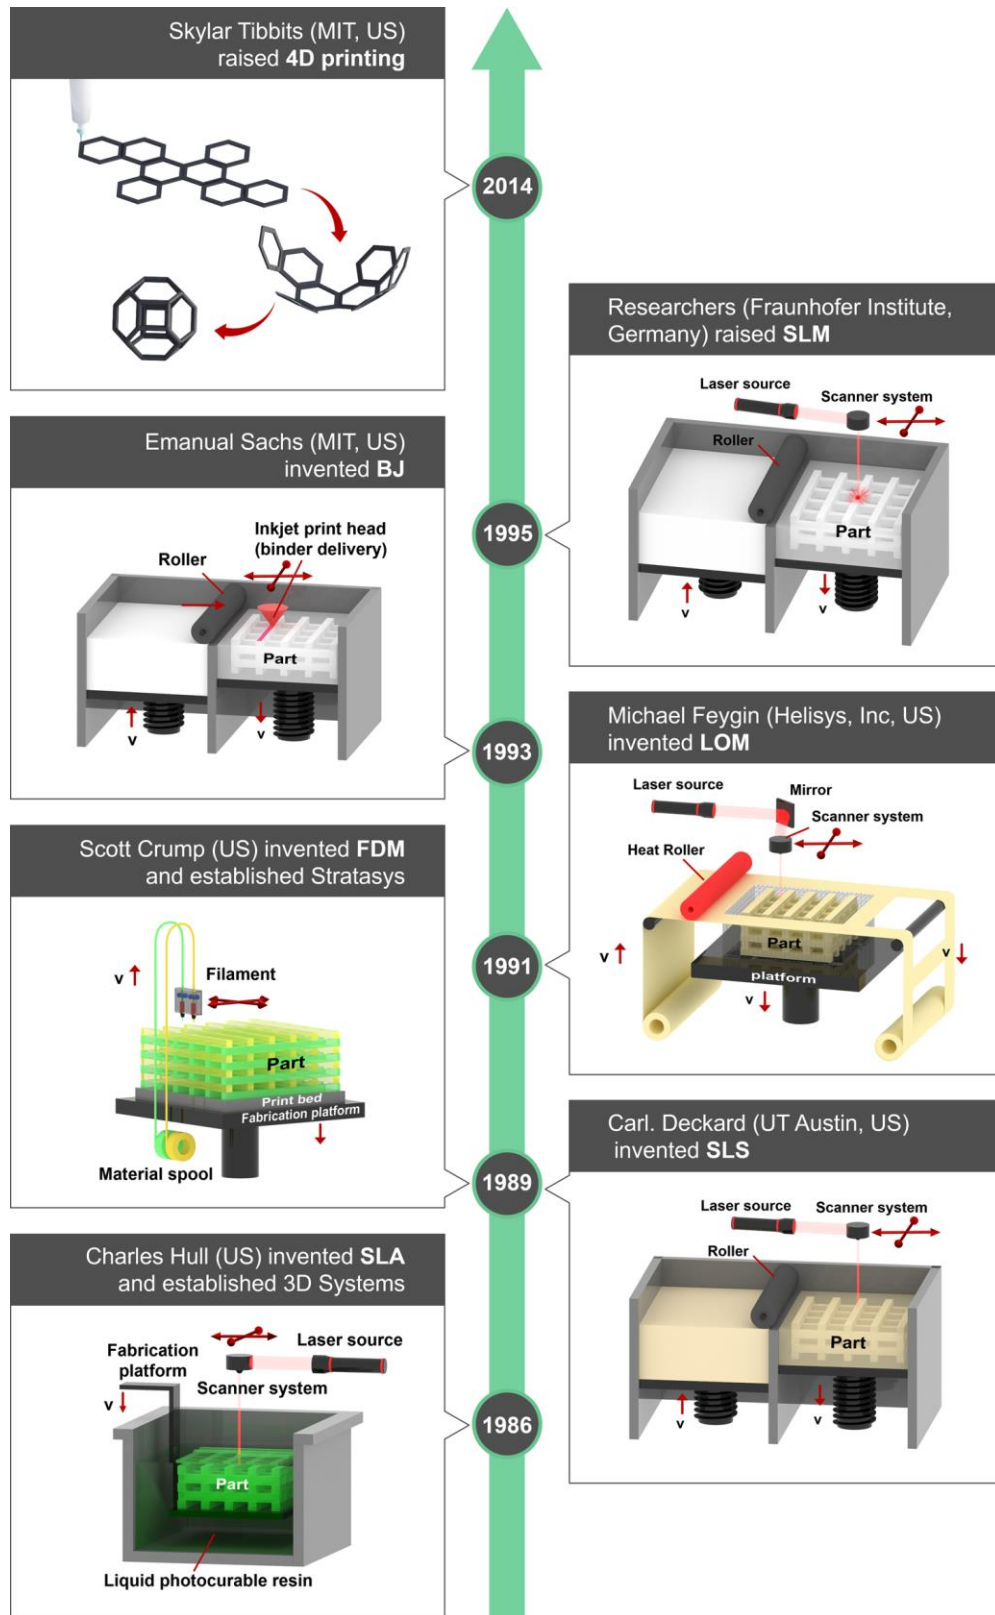 Skylar Tibbits (MIT, US)
raised 4D printing
2014
Researchers (Fraunhofer Institute,
Germany) raised SLM
Laser source
Scanner system
Roller
Part
v
v
1995
Emanual Sachs (MIT, US)
invented BJ
Inkjet print head
(binder delivery)
Roller
Part
v
v
1993
Michael Feygin (Helisys, Inc, US)
invented LOM
Laser source
Mirror
Scanner system
Heat Roller
Part
platform
v
v
v
1991
Scott Crump (US) invented FDM
and established Stratasys
v
Filament
Part
Print bed
Fabrication platform
Material spool
1989
Carl. Deckard (UT Austin, US)
invented SLS
Laser source
Scanner system
Roller
Part
v
v
Charles Hull (US) invented SLA
and established 3D Systems
Fabrication
platform
Laser source
Scanner system
v
Part
Liquid photocurable resin
1986